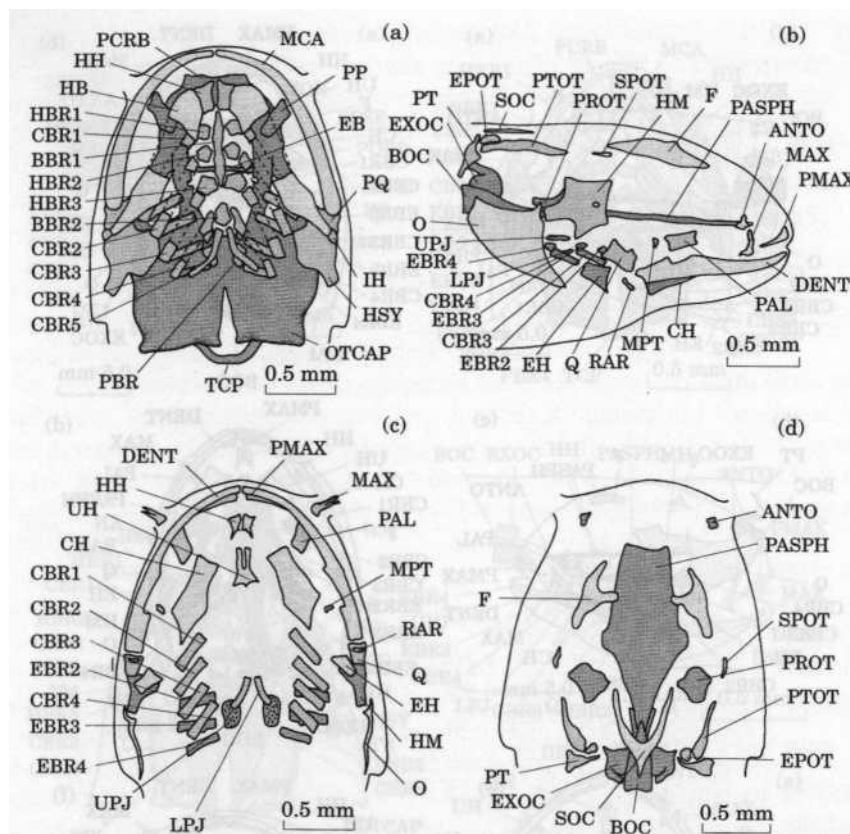 (a)
PCRB
MCA
HH
HB
PP
HBR1
CBR1
EB
BBR1
HBR2
PQ
HBR3
BBR2
CBR2
CBR3
IH
CBR4
HSY
CBR5
OTCAP
PBR
TCP
0.5 mm
(b)
EPOT
PTOT
SPOT
PT
SOC
PROT
HM
F
PASPH
EXOC
ANTO
BOC
MAX
PMAX
O
UPJ
EBR4
LPJ
DENT
CBR4
PAL
EBR3
CBR3
MPT
CH
EBR2
EH
Q
RAR
0.5 mm
(c)
DENT
PMAX
HH
MAX
UH
PAL
CH
CBR1
MPT
CBR2
RAR
CBR3
EBR2
Q
CBR4
EH
EBR3
HM
EBR4
O
UPJ
LPJ
0.5 mm
(d)
ANTO
PASPH
F
SPOT
PROT
PTOT
PT
EPOT
EXOC
SOC
BOC
0.5 mm